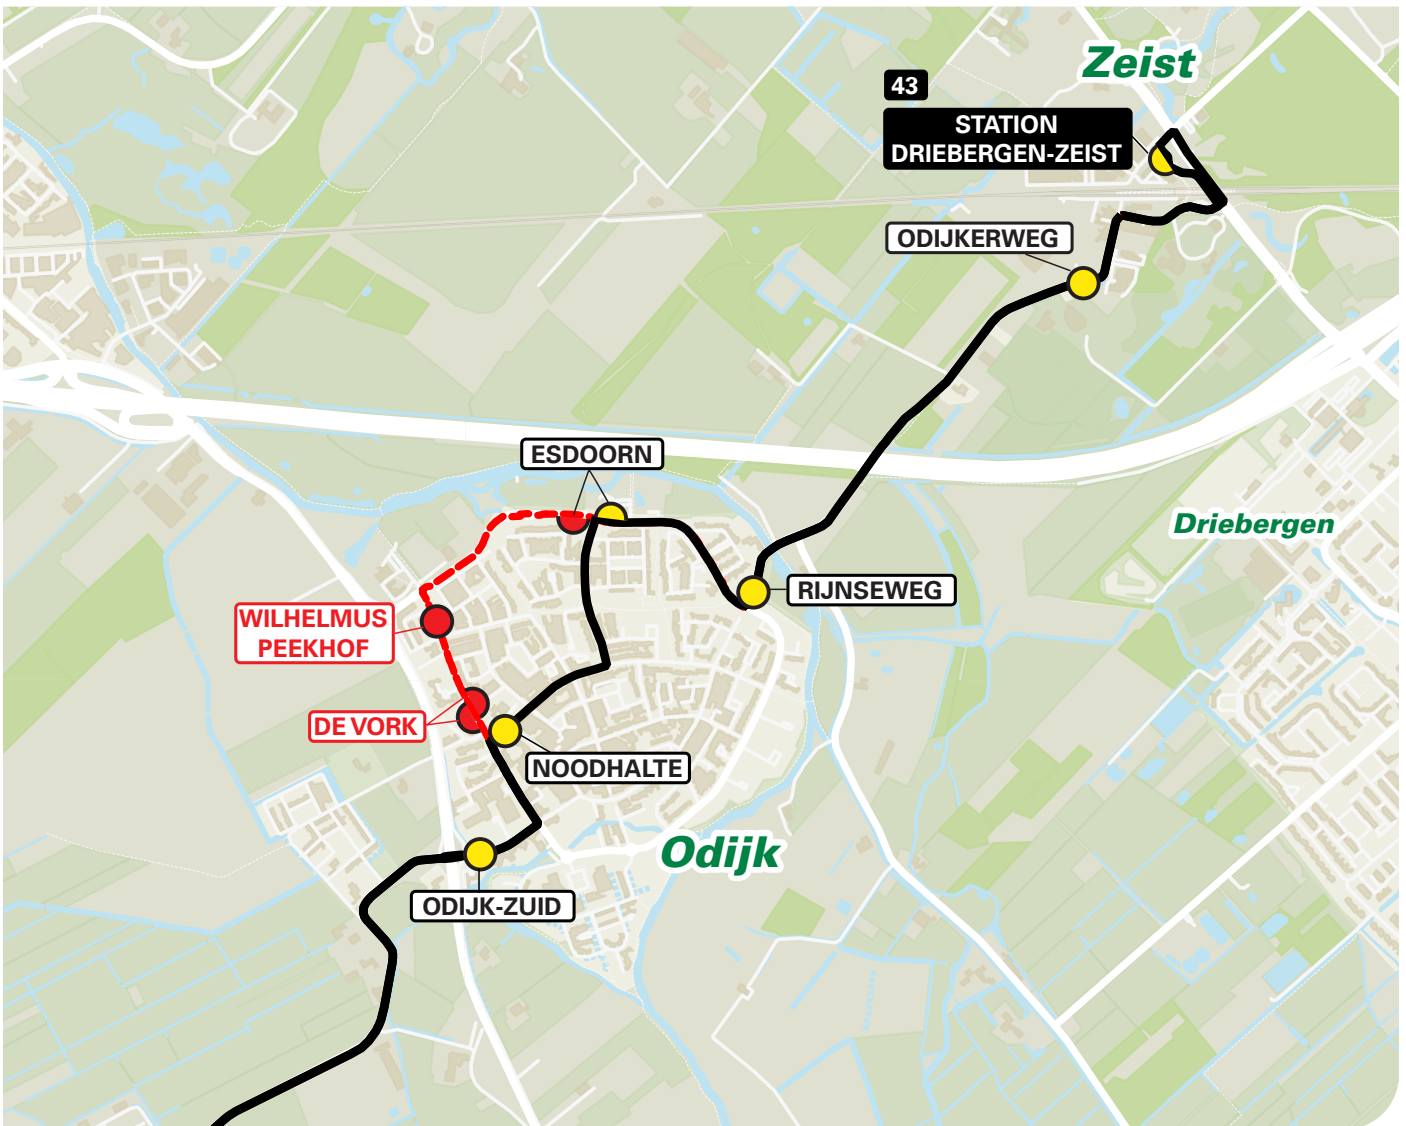 Zeist
43
STATION
DRIEBERGEN-ZEIST
ODIJKERWEG
ESDOORN
Driebergen
RIJNSEWEG
WILHELMUS
PEEKHOF
DE VORK
NOODHALTE
Odijk
ODIJK-ZUID